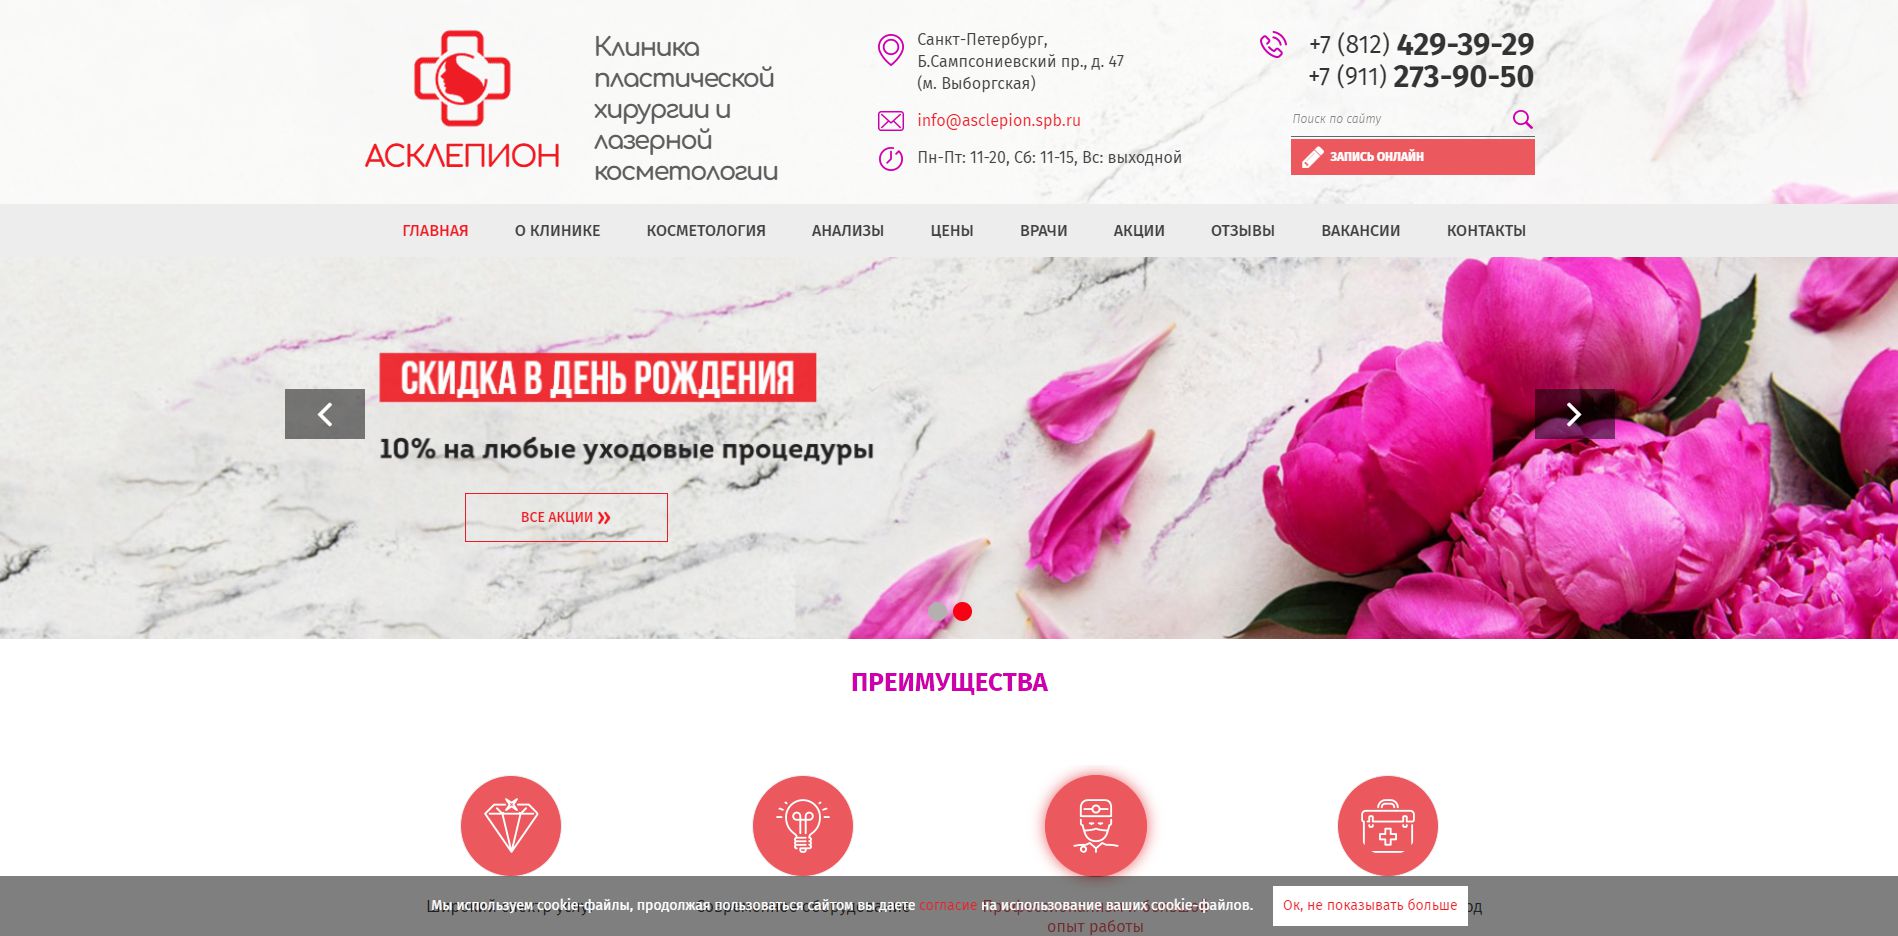 АСКЛЕПИОН
Клиника
пластической
хирургии и
лазерной
косметологии
Санкт-Петербург,
Б.Сампсониевский пр., д. 47
(м. Выборгская)
info@asclepion.spb.ru
Пн-Пт: 11-20, Сб: 11-15, Вс: выходной
+7 (812) 429-39-29
+7 (911) 273-90-50
Поиск по сайту
ЗАПИСЬ ОНЛАЙН
ГЛАВНАЯ О КЛИНИКЕ КОСМЕТОЛОГИЯ АНАЛИЗЫ ЦЕНЫ ВРАЧИ АКЦИИ ОТЗЫВЫ ВАКАНСИИ КОНТАКТЫ
СКИДКА В ДЕНЬ РОЖДЕНИЯ
10% на любые уходовые процедуры
ВСЕ АКЦИИ »
ПРЕИМУЩЕСТВА
Мы используем cookie-файлы, продолжая пользоваться сайтом вы даете согласие на использование ваших cookie-файлов.
Ок, не показывать больше
опыт работы